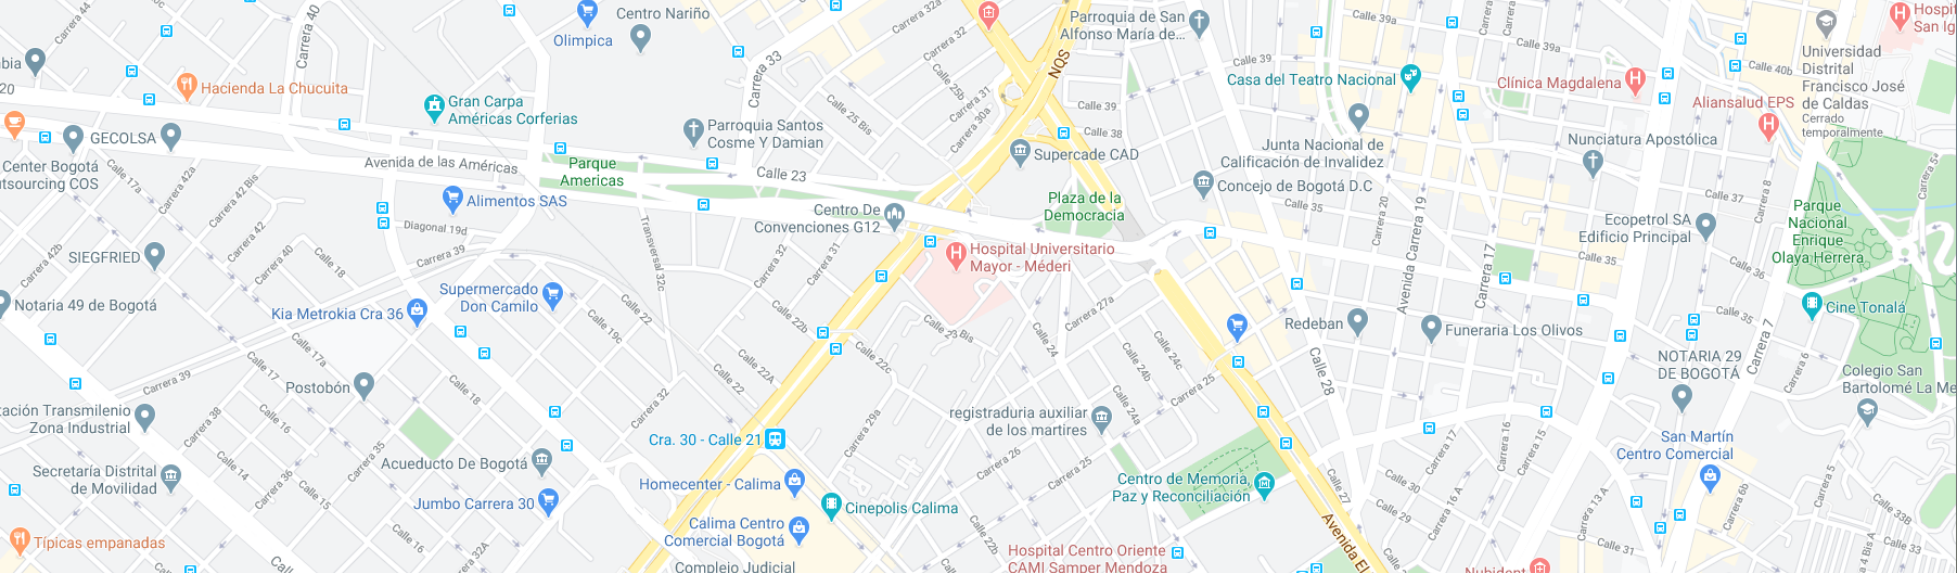 Carrera 40
Centro Nariño
Olimpica
Carrera 32a
Carrera 32
Parroquia de San
Alfonso María de...
Calle 39a
Calle 39a
Hospit
San Ig
Universidad
Distrital
Francisco José
de Caldas
Cerrado
temporalmente
NQS
Calle 39
Calle 40b
bia
Hacienda La Chucuita
20
Carrera 33
Calle 25b
Carrera 31
Carrera 30a
Calle 25 Bis
Casa del Teatro Nacional
Clínica Magdalena
Aliansalud EPS
Gran Carpa
Américas Corferias
GECOLSA
Parroquia Santos
Cosme Y Damian
Calle 39
Calle 38
Supercade CAD
Junta Nacional de
Calificación de Invalidez
Nunciatura Apostólica
Center Bogotá
utsourcing COS
Avenida de las Américas
Parque
Americas
Calle 23
Concejo de Bogotá D.C
Calle 37
Carrera 8
Carrera 5
Calle 17a
Carrera 42a
Carrera 42 Bis
Alimentos SAS
Plaza de la
Democracia
Calle 35
Carrera 20
Avenida Carrera 19
Parque
Nacional
Enrique
Olaya Herrera
Centro De
Convenciones G12
Ecopetrol SA
Edificio Principal
Diagonal 19d
Carrera 42
Carrera 42b
Carrera 40
Carrera 39
Calle 18
Transversal 32c
Carrera 32
Carrera 31
SIEGFRIED
Hospital Universitario
Mayor - Méderi
Carrera 17
Calle 35
Calle 36
Supermercado
Don Camilo
Notaria 49 de Bogotá
Kia Metrokia Cra 36
Calle 22
Calle 19c
Calle 22b
Calle 23 Bis
Calle 24
Carrera 27a
Redeban
Funeraria Los Olivos
Calle 35
Cine Tonalá
Carrera 7
Calle 17a
Calle 17
Carrera 39
Postobón
Calle 18
Calle 22A
Calle 22
Calle 22c
Calle 24b
Calle 24c
Carrera 25
Calle 28
NOTARIA 29
DE BOGOTÁ
Carrera 6
Colegio San
Bartolomé La Me
tación Transmilenio
Zona Industrial
Carrera 38
Calle 16
Carrera 32
Carrera 29a
registraduria auxiliar
de los martires
Calle 24a
Cra. 30 - Calle 21
Carrera 35
Carrera 17
Carrera 16
Carrera 15
San Martín
Centro Comercial
Secretaría Distrital
de Movilidad
Calle 14
Carrera 36
Acueducto De Bogotá
Homecenter - Calima
Carrera 26
Carrera 25
Centro de Memoria,
Paz y Reconciliación
Calle 27
Calle 30
Carrera 16 A
Carrera 13 A
Carrera 5
Carrera 6b
Calle 15
Jumbo Carrera 30
Cinepolis Calima
Calle 29
Calle 33B
Típicas empanadas
Calle 16
Carrera 32A
Calima Centro
Comercial Bogotá
Calle 22b
Avenida El
Calle 31
Carrera 4 Bis A
Calle 33
Hospital Centro Oriente
CAMI Samper Mendoza
Complejo Judicial
Nubident